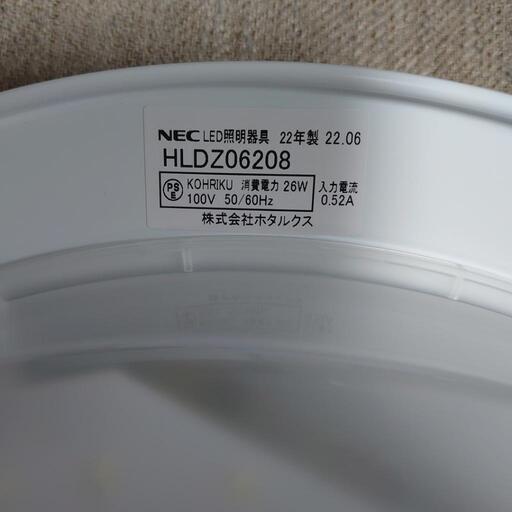 NEC LED照明器具 22年製 22.06
HLDZ06208
PSE KOHRIKU 消費電力 26W 入力電流
100V 50/60Hz 0.52A
株式会社ホタルクス